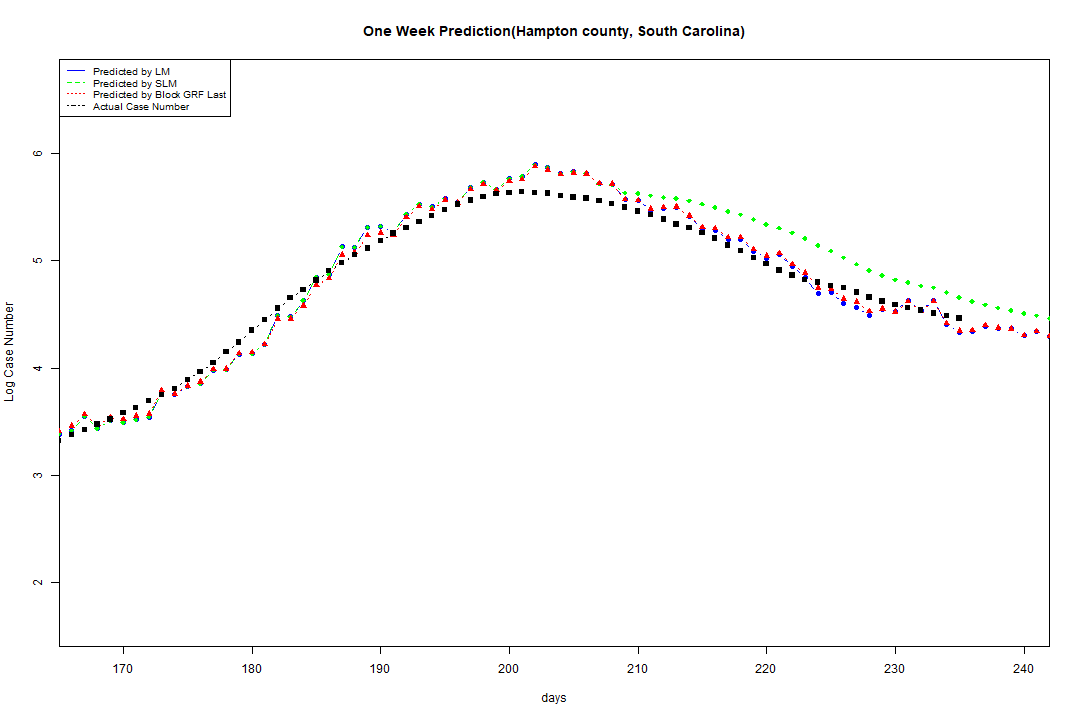 One Week Prediction(Hampton county, South Carolina)
Predicted by LM
Predicted by SLM
Predicted by Block GRF Last
Actual Case Number
6
5
4
3
2
Log Case Number
170 180 190 200 210 220 230 240
days